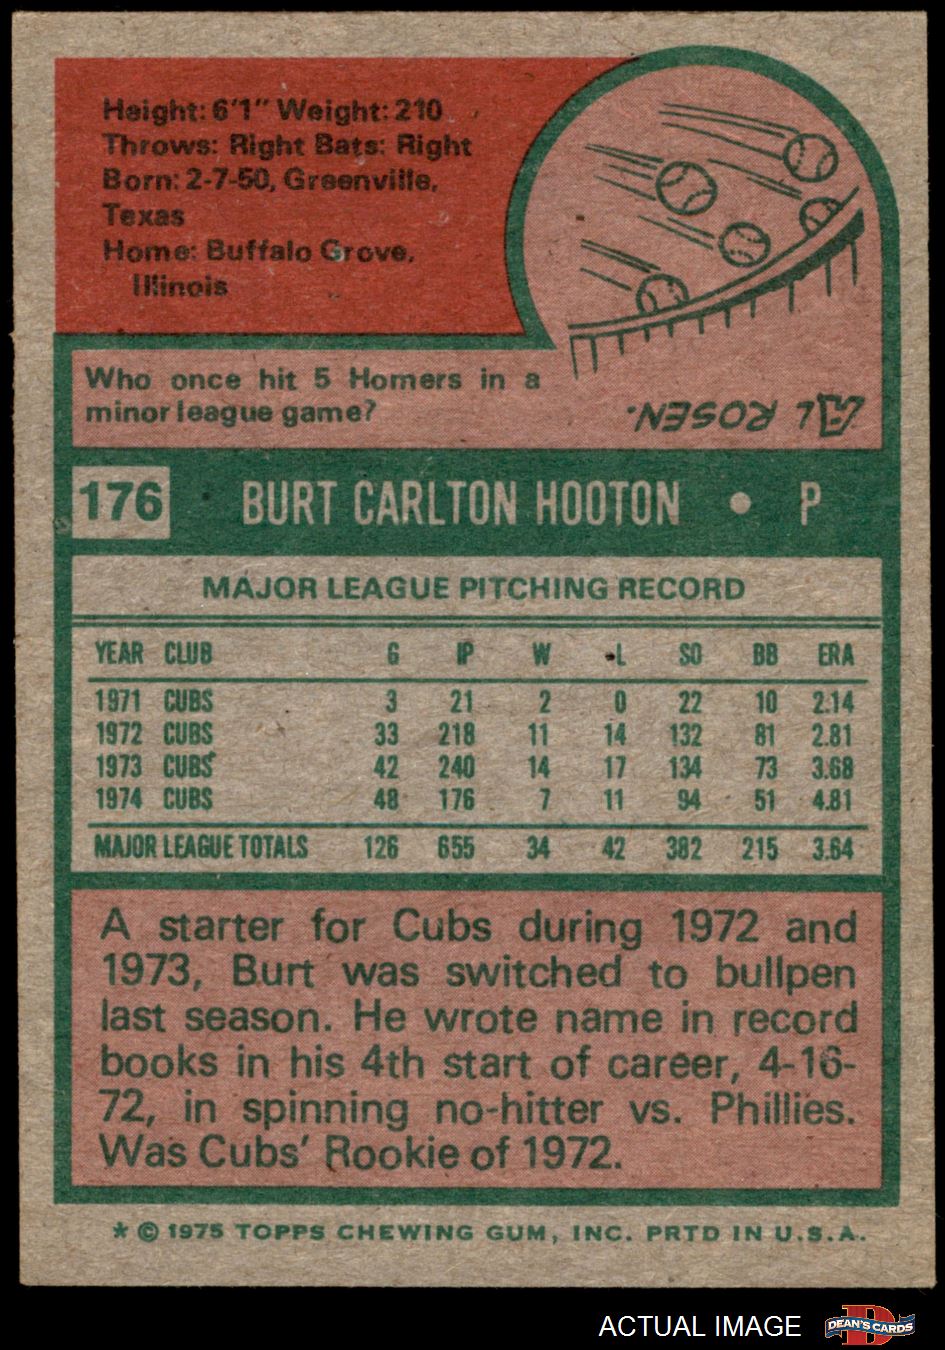 Height: 6'1" Weight: 210
Throws: Right Bats: Right
Born: 2-7-50, Greenville,
Texas
Home: Buffalo Grove,
Illinois
Who once hit 5 Homers in a
minor league game?
AL ROSEN.
176 BURT CARLTON HOOTON • P
MAJOR LEAGUE PITCHING RECORD
YEAR CLUB G IP W L SO BB ERA
1971 CUBS 3 21 2 0 22 10 2.14
1972 CUBS 33 218 11 14 132 81 2.81
1973 CUBS 42 240 14 17 134 73 3.68
1974 CUBS 48 176 7 11 94 51 4.81
MAJOR LEAGUE TOTALS 126 655 34 42 382 215 3.64
A starter for Cubs during 1972 and
1973, Burt was switched to bullpen
last season. He wrote name in record
books in his 4th start of career, 4-16-
72, in spinning no-hitter vs. Phillies.
Was Cubs' Rookie of 1972.
* © 1975 TOPPS CHEWING GUM, INC. PRTD IN U.S.A.
ACTUAL IMAGE DEAN'S CARDS